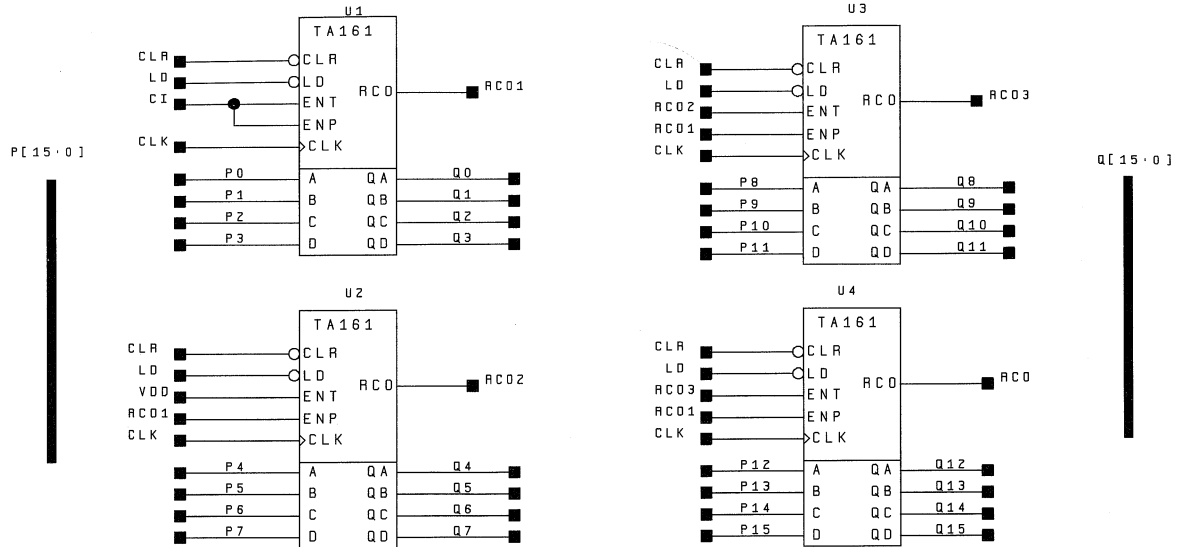 U1
TA161
CLR
LD
CI
CLK
CLR
LD
ENT
ENP
CLK
RCO
RCO1
P0
P1
P2
P3
A
B
C
D
QA
QB
QC
QD
Q0
Q1
Q2
Q3
P[15:0]
U2
TA161
CLR
LD
VDD
RCO1
CLK
CLR
LD
ENT
ENP
CLK
RCO
RCO2
P4
P5
P6
P7
A
B
C
D
QA
QB
QC
QD
Q4
Q5
Q6
Q7
U3
TA161
CLR
LD
RCO2
RCO1
CLK
CLR
LD
ENT
ENP
CLK
RCO
RCO3
P8
P9
P10
P11
A
B
C
D
QA
QB
QC
QD
Q8
Q9
Q10
Q11
Q[15:0]
U4
TA161
CLR
LD
RCO3
RCO1
CLK
CLR
LD
ENT
ENP
CLK
RCO
RCO
P12
P13
P14
P15
A
B
C
D
QA
QB
QC
QD
Q12
Q13
Q14
Q15